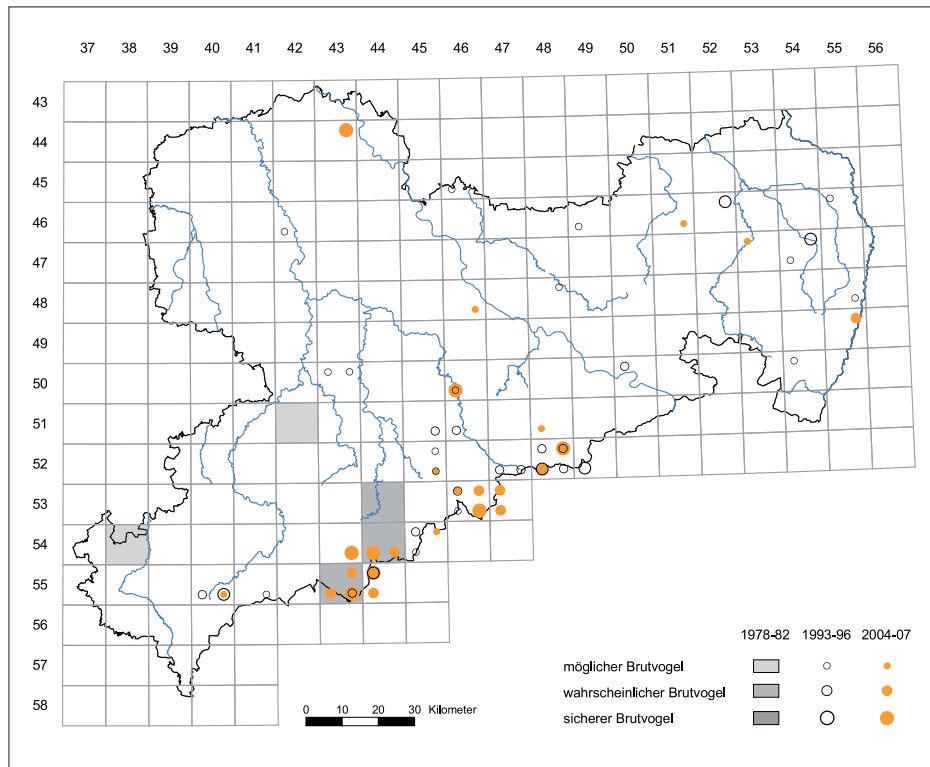 37 38 39 40 42 43 44 45 46 47 48 49 50 51 52 53 54 55 56
43
44
45
46
47
48
49
50
51
52
53
54
55
56
57
58
1978-82 1993-96 2004-07
möglicher Brutvogel
wahrscheinlicher Brutvogel
sicherer Brutvogel
0 10 20 30 Kilometer